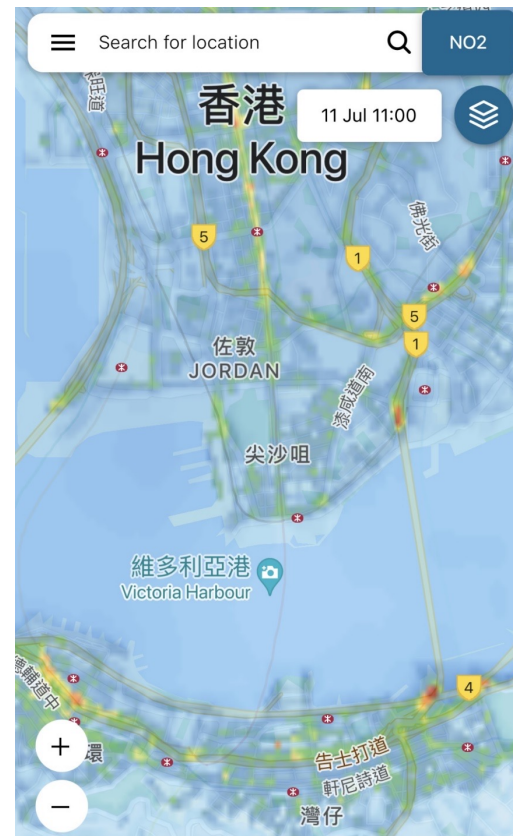 Search for location
NO2
11 Jul 11:00
香港
Hong Kong
佛光街
5
1
5
1
佐敦
JORDAN
漆咸道南
尖沙咀
維多利亞港
Victoria Harbour
德輔道中
4
+
環
告士打道
軒尼詩道
−
灣仔